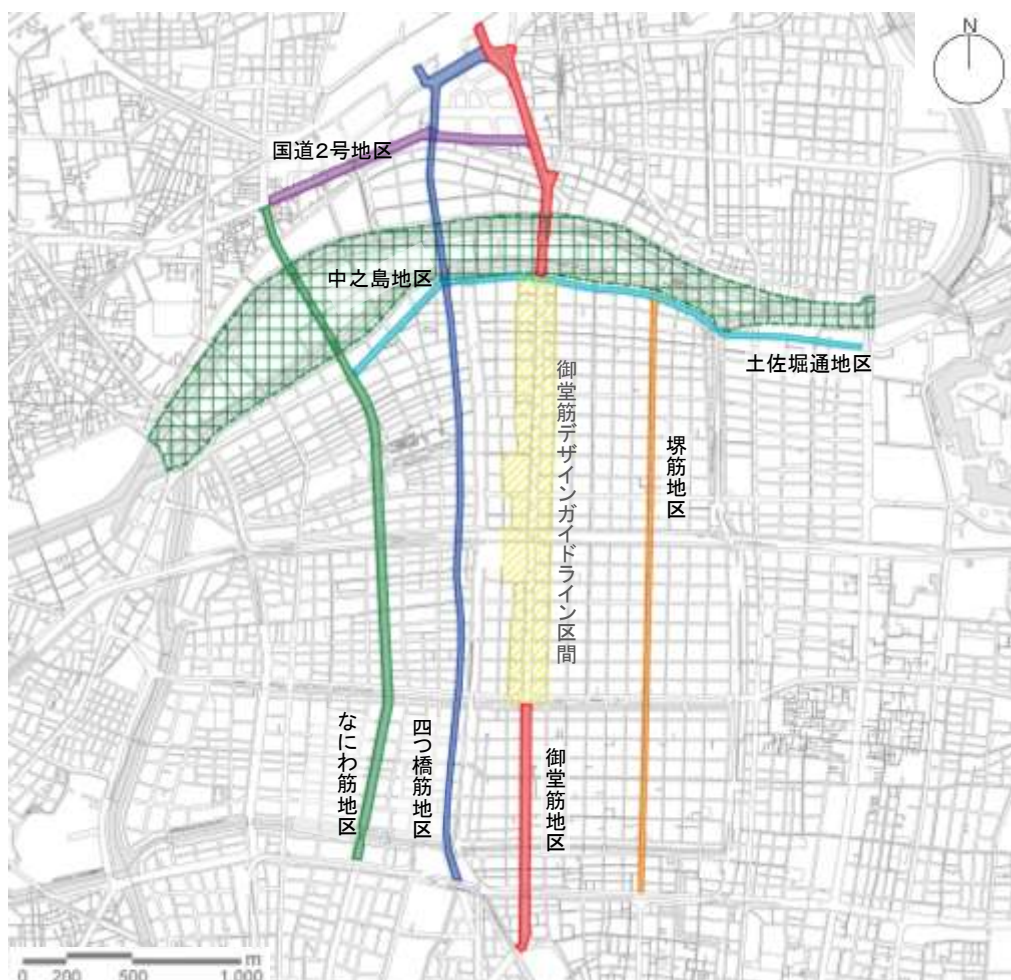 N
国道2号地区
中之島地区
土佐堀通地区
御堂筋デザインガイドライン区間
堺筋地区
なにわ筋地区
四つ橋筋地区
御堂筋地区
m
0 200 500 1,000